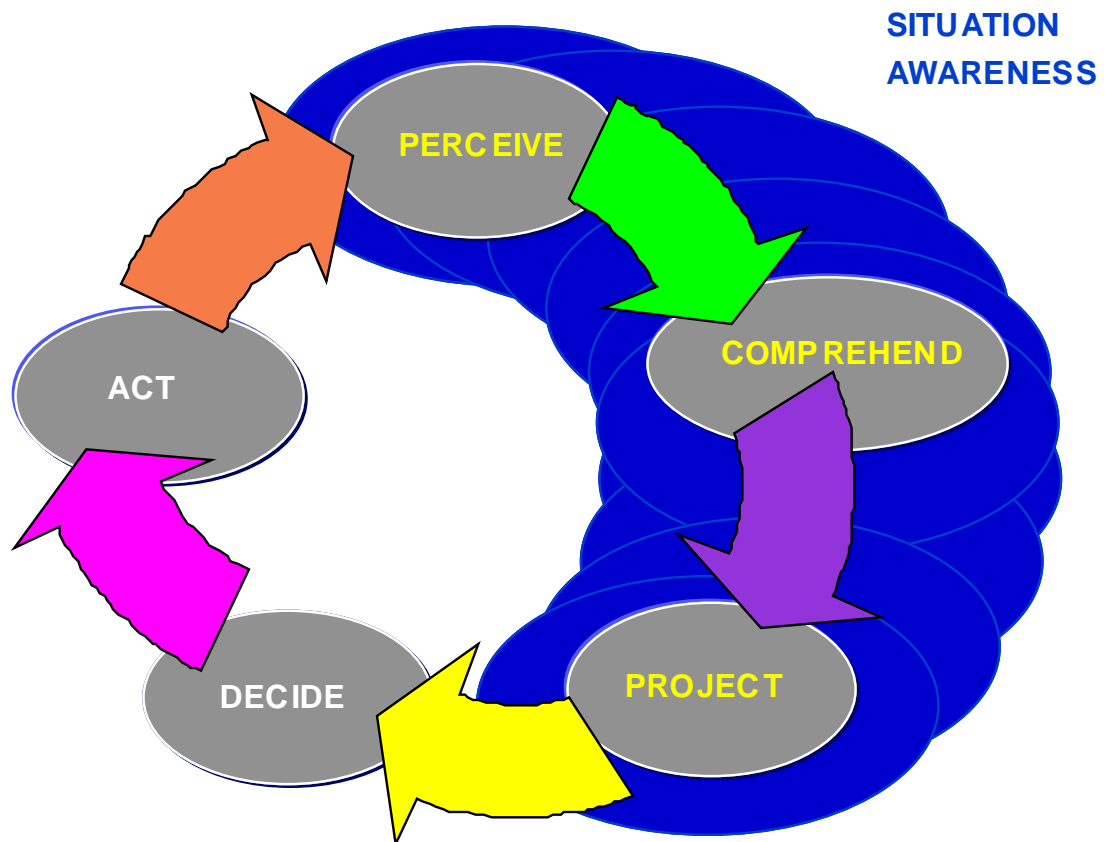 SITUATION
AWARENESS
PERCEIVE
COMPREHEND
ACT
PROJECT
DECIDE